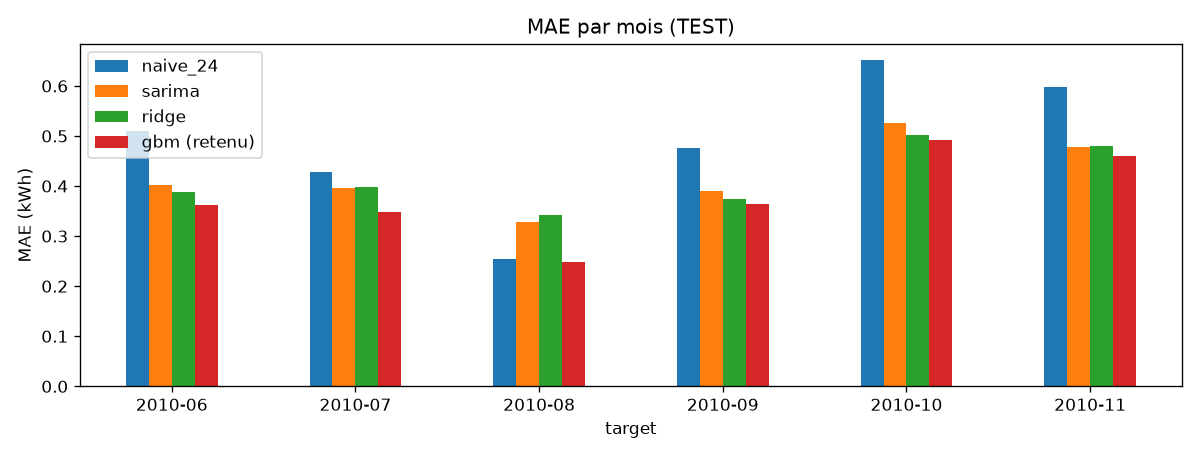 MAE par mois (TEST)
naive_24
sarima
ridge
gbm (retenu)
MAE (kWh)
0.6
0.5
0.4
0.3
0.2
0.1
0.0
2010-06 2010-07 2010-08 2010-09 2010-10 2010-11
target